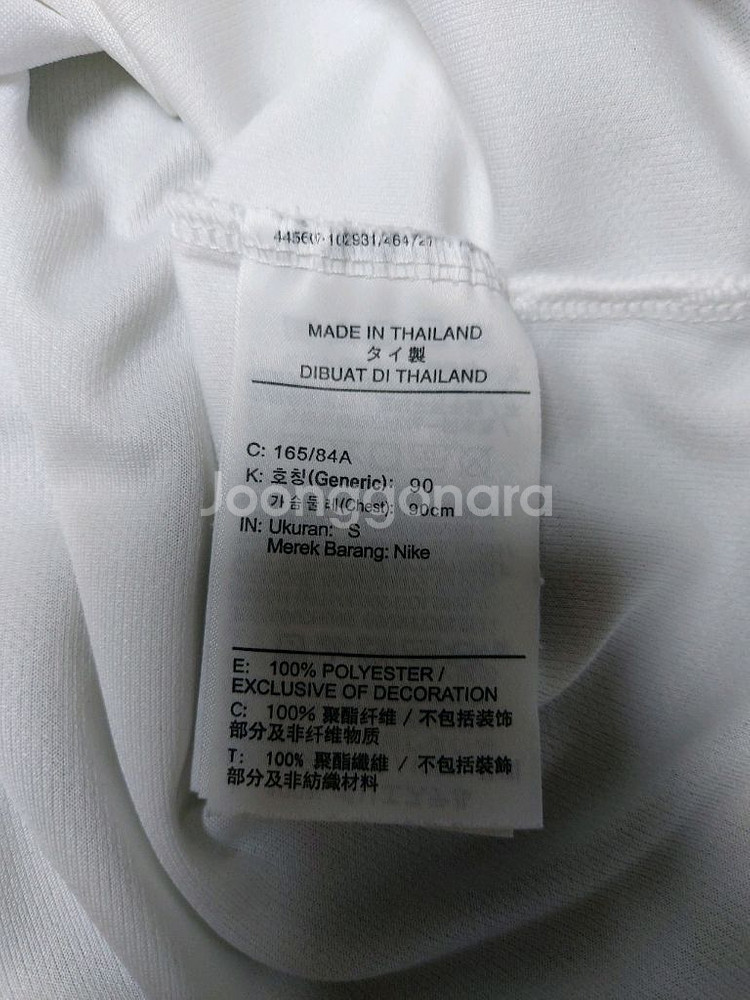 MADE IN THAILAND
タイ製
DIBUAT DI THAILAND
C: 165/84A
K: 호칭(Generic): 90
가슴둘레(Chest): 90cm
IN: Ukuran: S
Merek Barang: Nike
Joonggonara
E: 100% POLYESTER /
EXCLUSIVE OF DECORATION
C: 100% 聚酯纤维 / 不包括装饰
部分及非纤维物质
T: 100% 聚酯纖維 / 不包括裝飾
部分及非紡織材料